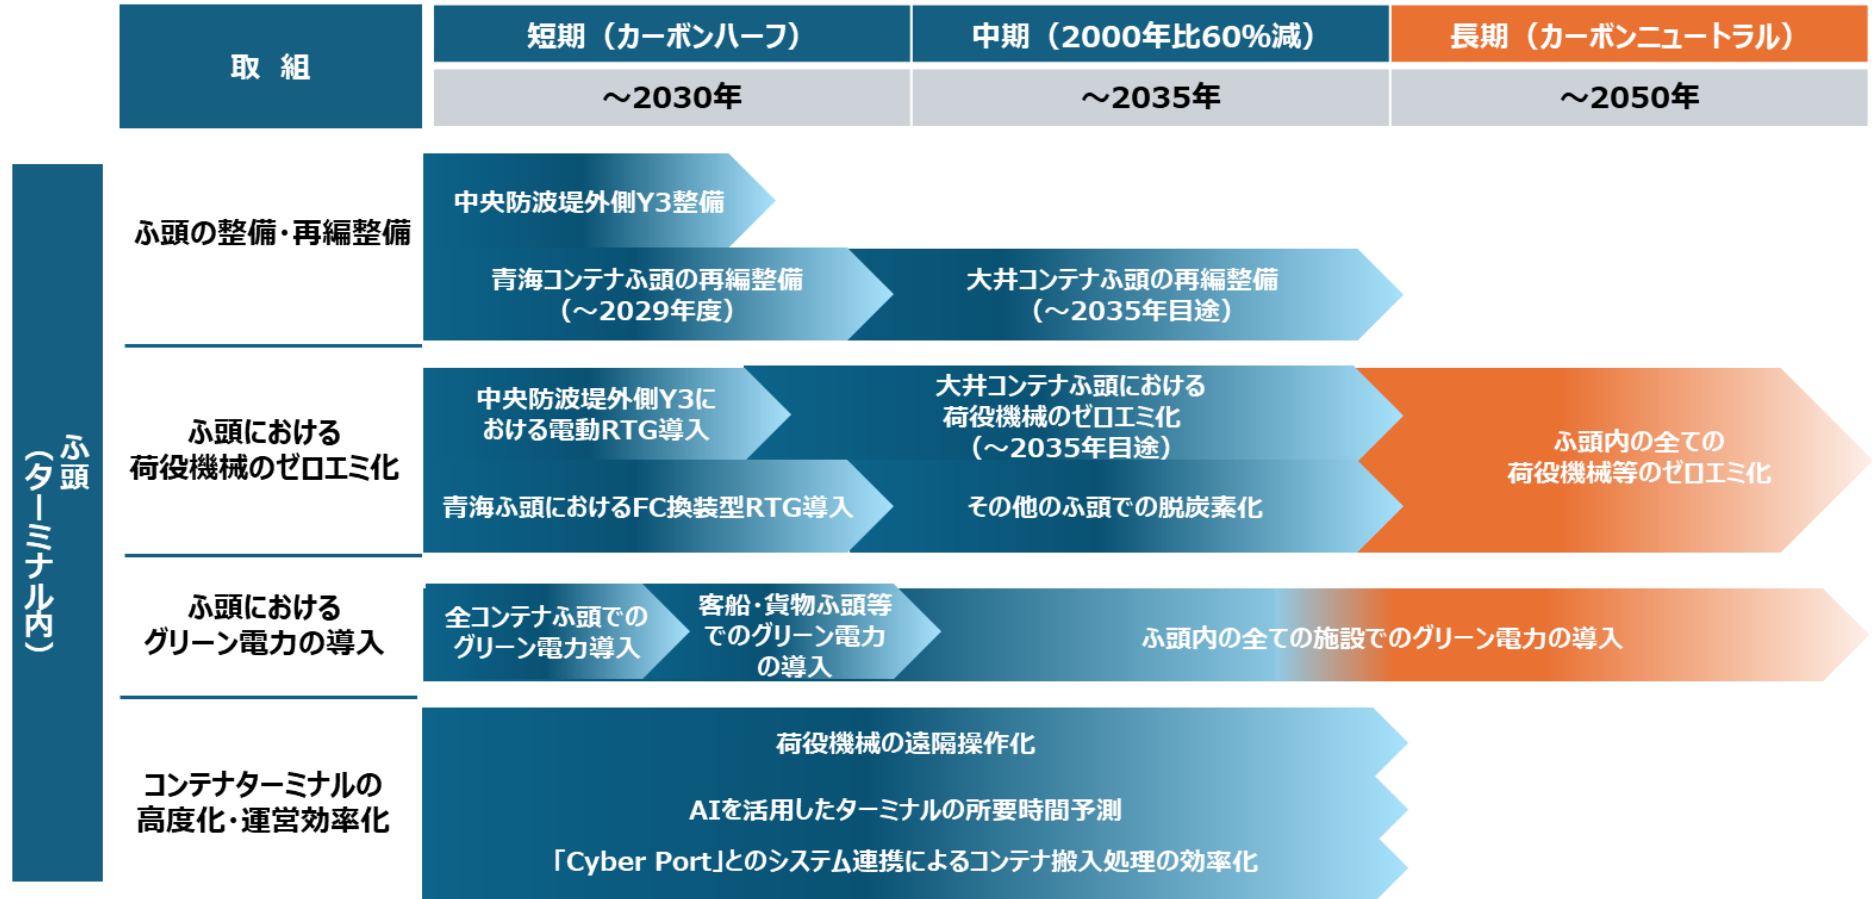 取 組
短期（カーボンハーフ）
中期（2000年比60%減）
長期（カーボンニュートラル）
～2030年
～2035年
～2050年
ふ頭
（ターミナル内）
ふ頭の整備･再編整備
中央防波堤外側Y3整備
青海コンテナふ頭の再編整備
（～2029年度）
大井コンテナふ頭の再編整備
（～2035年目途）
ふ頭における
荷役機械のゼロエミ化
中央防波堤外側Y3に
おける電動RTG導入
大井コンテナふ頭における
荷役機械のゼロエミ化
（～2035年目途）
青海ふ頭におけるFC換装型RTG導入
その他のふ頭での脱炭素化
ふ頭内の全ての
荷役機械等のゼロエミ化
ふ頭における
グリーン電力の導入
全コンテナふ頭での
グリーン電力導入
客船･貨物ふ頭等
でのグリーン電力
の導入
ふ頭内の全ての施設でのグリーン電力の導入
コンテナターミナルの
高度化･運営効率化
荷役機械の遠隔操作化
AIを活用したターミナルの所要時間予測
「Cyber Port」とのシステム連携によるコンテナ搬入処理の効率化